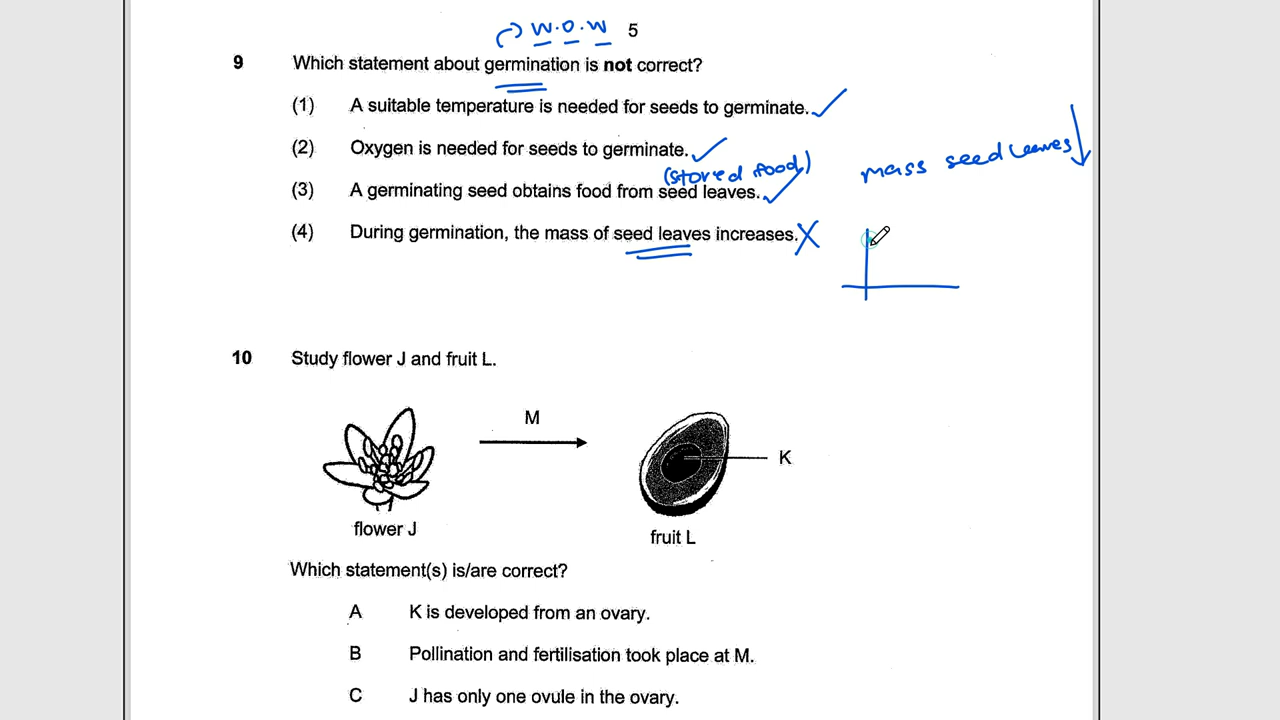 W.O.W 5
9 Which statement about germination is not correct?
(1) A suitable temperature is needed for seeds to germinate.
(2) Oxygen is needed for seeds to germinate.
(stored food) mass seed leaves
(3) A germinating seed obtains food from seed leaves.
(4) During germination, the mass of seed leaves increases.
10 Study flower J and fruit L.
M
K
flower J
fruit L
Which statement(s) is/are correct?
A K is developed from an ovary.
B Pollination and fertilisation took place at M.
C J has only one ovule in the ovary.